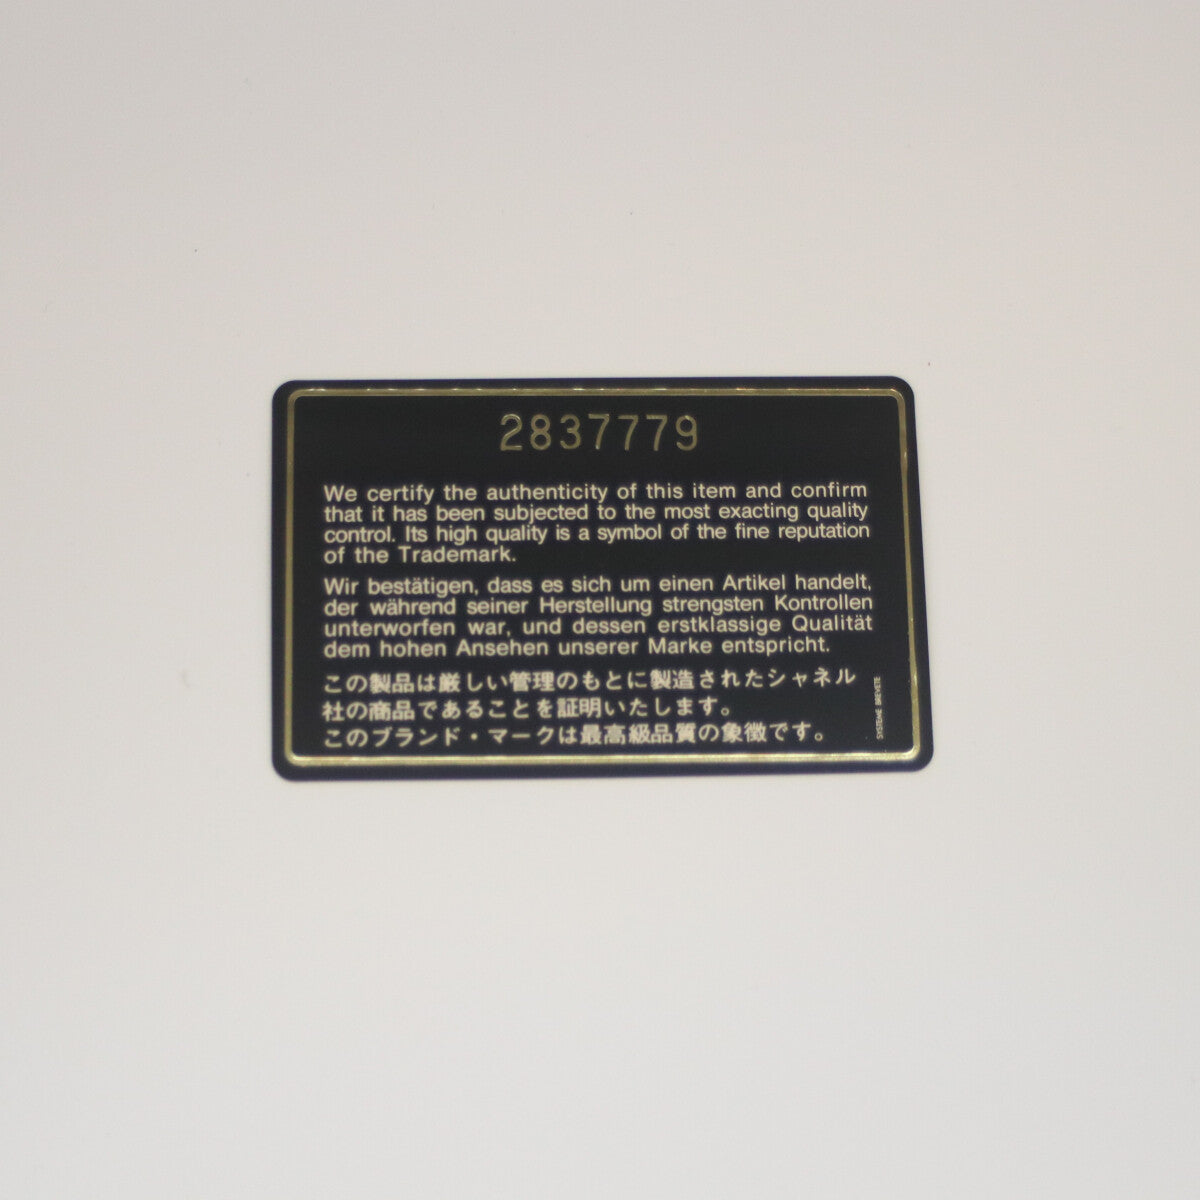 2837779
We certify the authenticity of this item and confirm
that it has been subjected to the most exacting quality
control. Its high quality is a symbol of the fine reputation
of the Trademark.
Wir bestätigen, dass es sich um einen Artikel handelt,
der während seiner Herstellung strengsten Kontrollen
unterworfen war, und dessen erstklassige Qualität
dem hohen Ansehen unserer Marke entspricht.
この製品は厳しい管理のもとに製造されたシャネル
社の商品であることを証明いたします。
このブランド・マークは最高級品質の象徴です。
SYSTEME BREVETE